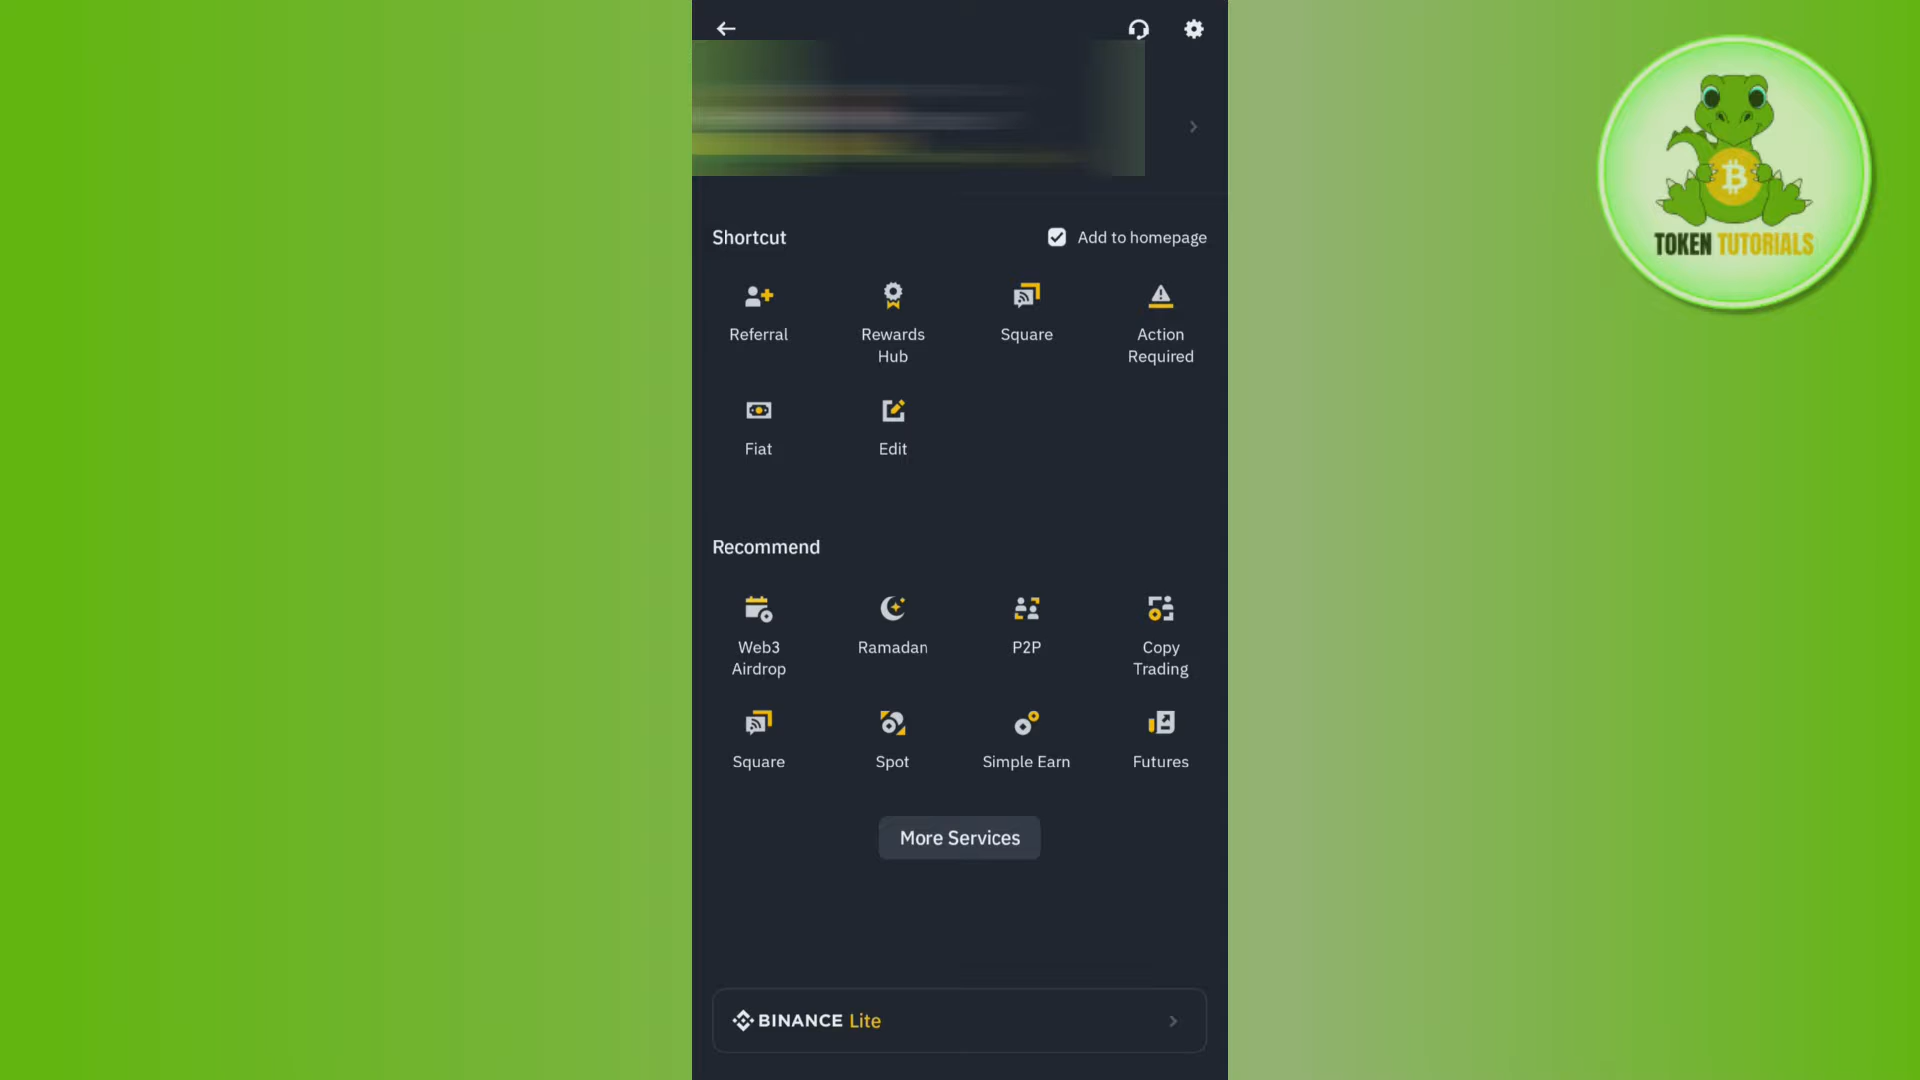 Shortcut
Add to homepage
Referral
Rewards
Hub
Square
Action
Required
Fiat
Edit
Recommend
Web3
Airdrop
Ramadan
P2P
Copy
Trading
Square
Spot
Simple Earn
Futures
More Services
BINANCE Lite
TOKEN TUTORIALS